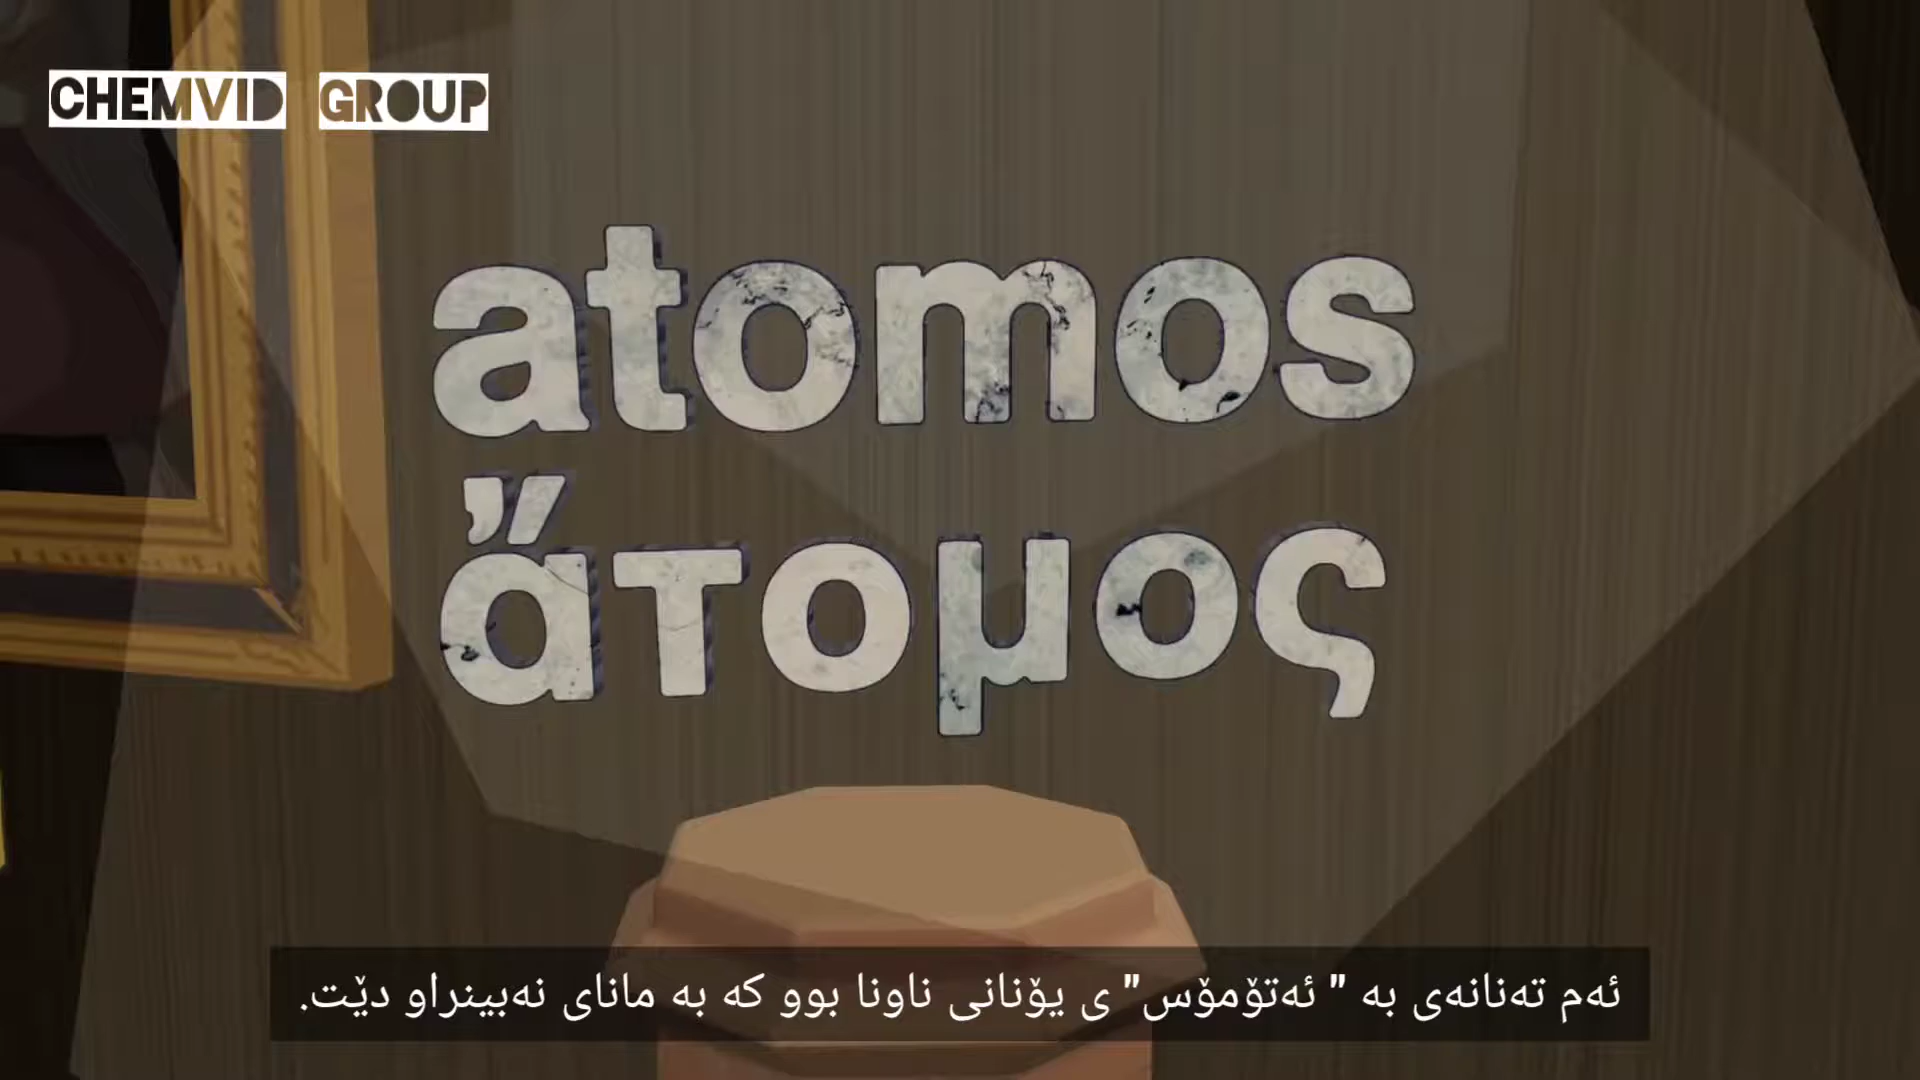 CHEMVID GROUP
atomos
ἄτομος
ئەم تەنانەی بە " ئەتۆمۆس" ی یۆنانی ناونا بوو کە بە مانای نەبینراو دێت.